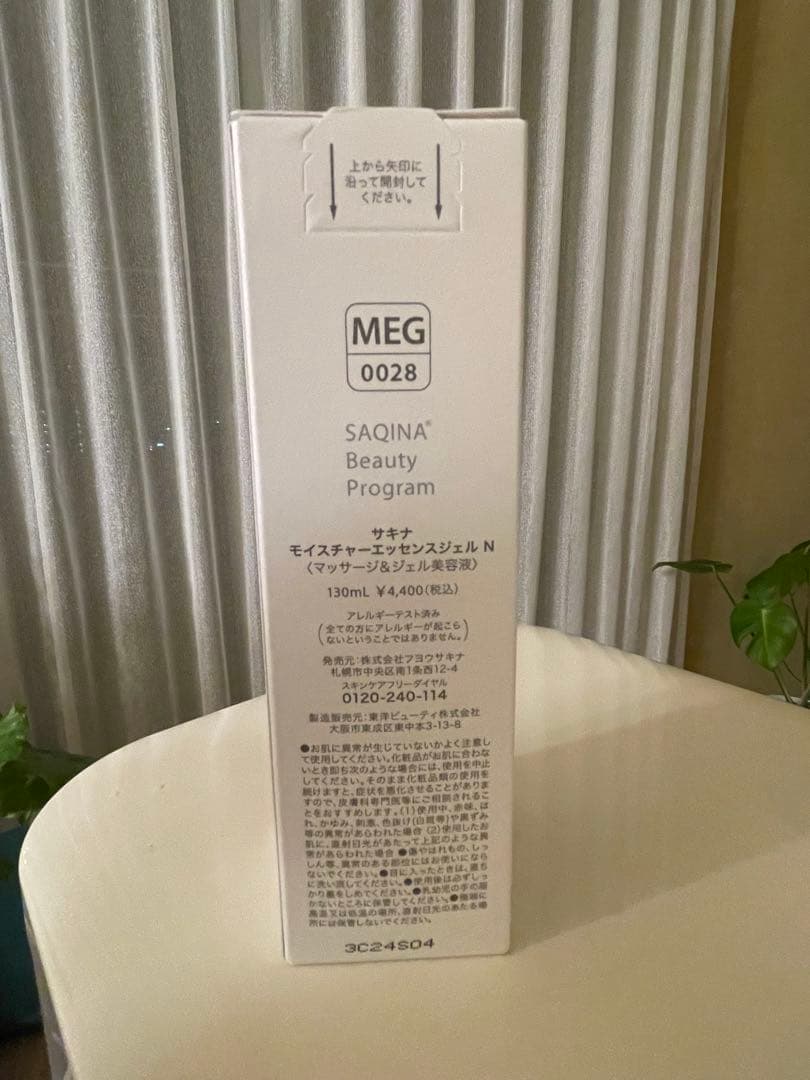 上から矢印に
沿って開封して
ください。
MEG
0028
SAQINA®
Beauty
Program
サキナ
モイスチャーエッセンスジェル N
〈マッサージ&ジェル美容液〉
130mL ¥4,400(税込)
アレルギーテスト済み
(全ての方にアレルギーが起こら
ないということではありません。)
発売元:株式会社フヨウサキナ
札幌市中央区南1条西12-4
スキンケアフリーダイヤル
0120-240-114
製造販売元:東洋ビューティ株式会社
大阪市東成区東中本3-13-8
●お肌に異常が生じていないかよく注意し
て使用してください。化粧品がお肌に合わな
いとき即ち次のような場合には、使用を中止
してください。そのまま化粧品類の使用を
続けますと、症状を悪化させることがありま
すので、皮膚科専門医等にご相談されるこ
とをおすすめします。(1)使用中、赤味、は
れ、かゆみ、刺激、色抜け(白斑等)や黒ずみ
等の異常があらわれた場合 (2)使用したお
肌に、直射日光があたって上記のような異
常があらわれた場合 ●傷やはれもの、しっ
しん等、異常のある部位にはお使いになら
ないでください。●目に入ったときは、直ち
に洗い流してください。●使用後は必ずしっ
かり蓋をしめてください。●乳幼児の手の届
かないところに保管してください。●極端に
高温又は低温の場所、直射日光のあたる場
所には保管しないでください。
3C24S04